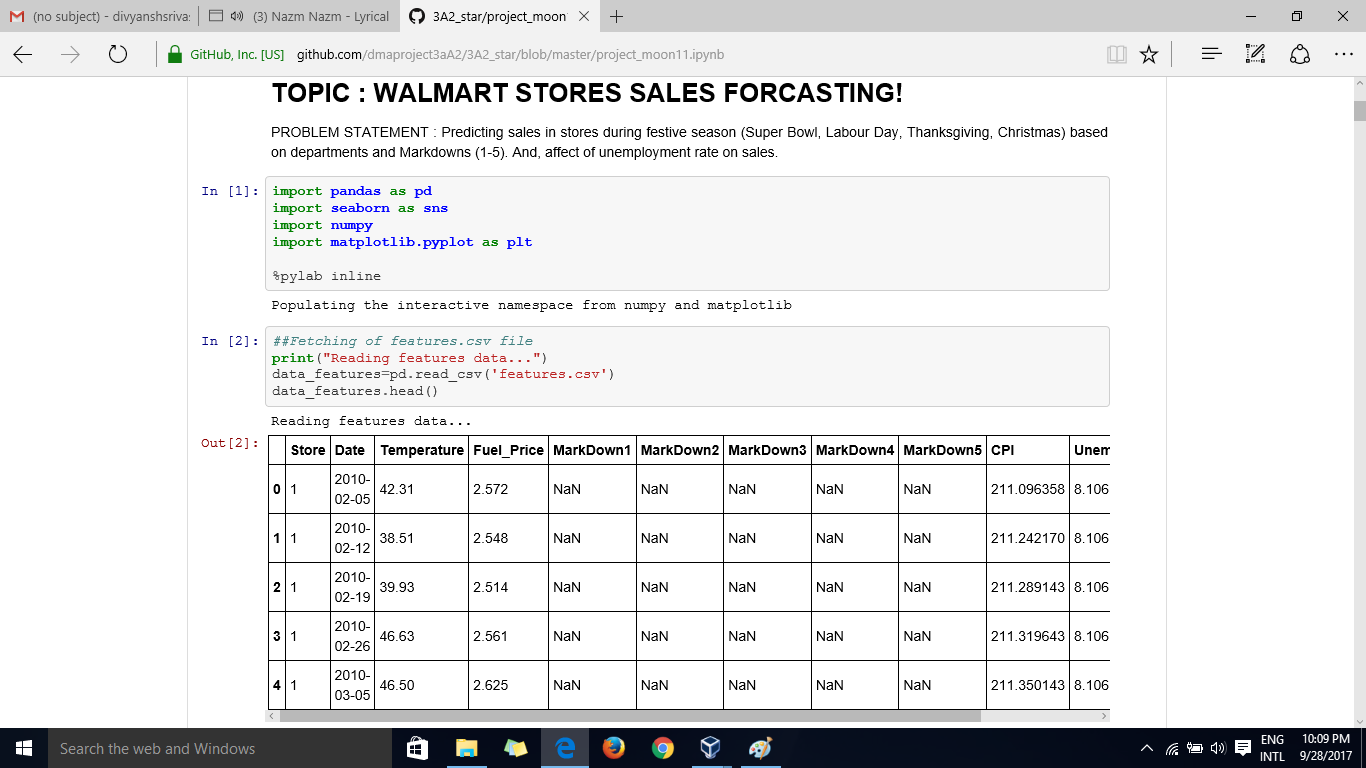 (no subject) - divyanshsriva
(3) Nazm Nazm - Lyrical
3A2_star/project_moon
GitHub, Inc. [US] github.com/dmaproject3aA2/3A2_star/blob/master/project_moon11.ipynb
TOPIC : WALMART STORES SALES FORCASTING!
PROBLEM STATEMENT : Predicting sales in stores during festive season (Super Bowl, Labour Day, Thanksgiving, Christmas) based
on departments and Markdowns (1-5). And, affect of unemployment rate on sales.
In [1]: import pandas as pd
import seaborn as sns
import numpy
import matplotlib.pyplot as plt
%pylab inline
Populating the interactive namespace from numpy and matplotlib
In [2]: ##Fetching of features.csv file
print("Reading features data...")
data_features=pd.read_csv('features.csv')
data_features.head()
Reading features data...
Out[2]:
Store Date Temperature Fuel_Price MarkDown1 MarkDown2 MarkDown3 MarkDown4 MarkDown5 CPI Unem
0 1 2010-02-05 42.31 2.572 NaN NaN NaN NaN NaN 211.096358 8.106
1 1 2010-02-12 38.51 2.548 NaN NaN NaN NaN NaN 211.242170 8.106
2 1 2010-02-19 39.93 2.514 NaN NaN NaN NaN NaN 211.289143 8.106
3 1 2010-02-26 46.63 2.561 NaN NaN NaN NaN NaN 211.319643 8.106
4 1 2010-03-05 46.50 2.625 NaN NaN NaN NaN NaN 211.350143 8.106
Search the web and Windows
ENG
INTL
10:09 PM
9/28/2017